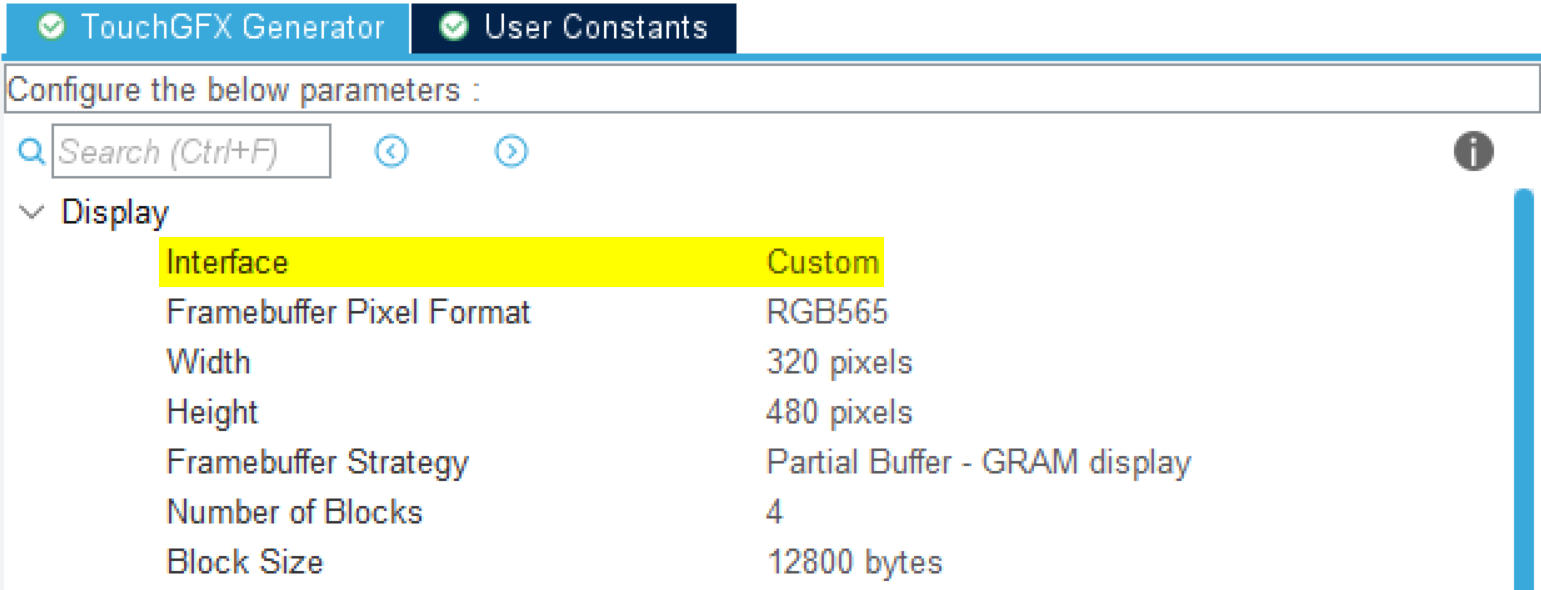 TouchGFX Generator User Constants
Configure the below parameters :
Search (Ctrl+F)
Display
Interface Custom
Framebuffer Pixel Format RGB565
Width 320 pixels
Height 480 pixels
Framebuffer Strategy Partial Buffer - GRAM display
Number of Blocks 4
Block Size 12800 bytes